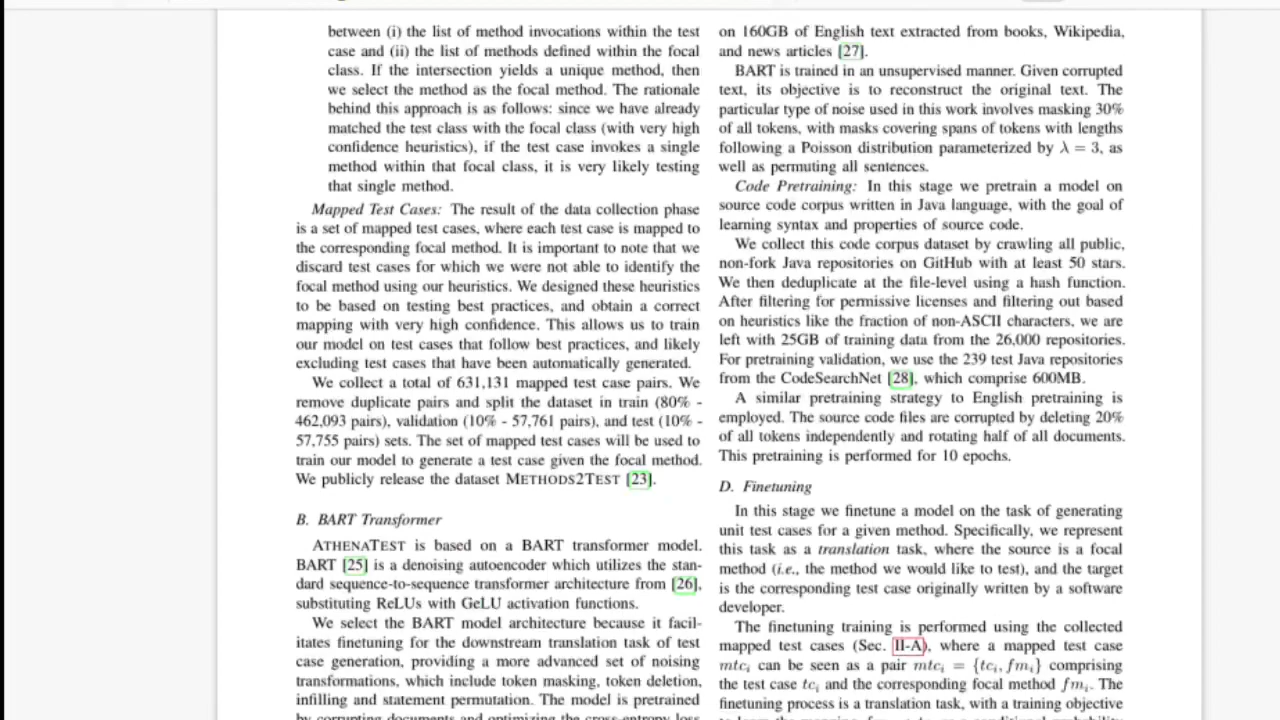 between (i) the list of method invocations within the test
case and (ii) the list of methods defined within the focal
class. If the intersection yields a unique method, then
we select the method as the focal method. The rationale
behind this approach is as follows: since we have already
matched the test class with the focal class (with very high
confidence heuristics), if the test case invokes a single
method within that focal class, it is very likely testing
that single method.
Mapped Test Cases: The result of the data collection phase
is a set of mapped test cases, where each test case is mapped to
the corresponding focal method. It is important to note that we
discard test cases for which we were not able to identify the
focal method using our heuristics. We designed these heuristics
to be based on testing best practices, and obtain a correct
mapping with very high confidence. This allows us to train
our model on test cases that follow best practices, and likely
excluding test cases that have been automatically generated.
We collect a total of 631,131 mapped test case pairs. We
remove duplicate pairs and split the dataset in train (80% -
462,093 pairs), validation (10% - 57,761 pairs), and test (10% -
57,755 pairs) sets. The set of mapped test cases will be used to
train our model to generate a test case given the focal method.
We publicly release the dataset METHODS2TEST [23].
B. BART Transformer
ATHENATEST is based on a BART transformer model.
BART [25] is a denoising autoencoder which utilizes the stan-
dard sequence-to-sequence transformer architecture from [26],
substituting ReLUs with GeLU activation functions.
We select the BART model architecture because it facil-
itates finetuning for the downstream translation task of test
case generation, providing a more advanced set of noising
transformations, which include token masking, token deletion,
infilling and statement permutation. The model is pretrained
by corrupting documents and optimizing the cross-entropy loss
on 160GB of English text extracted from books, Wikipedia,
and news articles [27].
BART is trained in an unsupervised manner. Given corrupted
text, its objective is to reconstruct the original text. The
particular type of noise used in this work involves masking 30%
of all tokens, with masks covering spans of tokens with lengths
following a Poisson distribution parameterized by λ = 3, as
well as permuting all sentences.
Code Pretraining: In this stage we pretrain a model on
source code corpus written in Java language, with the goal of
learning syntax and properties of source code.
We collect this code corpus dataset by crawling all public,
non-fork Java repositories on GitHub with at least 50 stars.
We then deduplicate at the file-level using a hash function.
After filtering for permissive licenses and filtering out based
on heuristics like the fraction of non-ASCII characters, we are
left with 25GB of training data from the 26,000 repositories.
For pretraining validation, we use the 239 test Java repositories
from the CodeSearchNet [28], which comprise 600MB.
A similar pretraining strategy to English pretraining is
employed. The source code files are corrupted by deleting 20%
of all tokens independently and rotating half of all documents.
This pretraining is performed for 10 epochs.
D. Finetuning
In this stage we finetune a model on the task of generating
unit test cases for a given method. Specifically, we represent
this task as a translation task, where the source is a focal
method (i.e., the method we would like to test), and the target
is the corresponding test case originally written by a software
developer.
The finetuning training is performed using the collected
mapped test cases (Sec. II-A), where a mapped test case
mtcᵢ can be seen as a pair mtcᵢ = {tcᵢ, fmᵢ} comprising
the test case tcᵢ and the corresponding focal method fmᵢ. The
finetuning process is a translation task, with a training objective